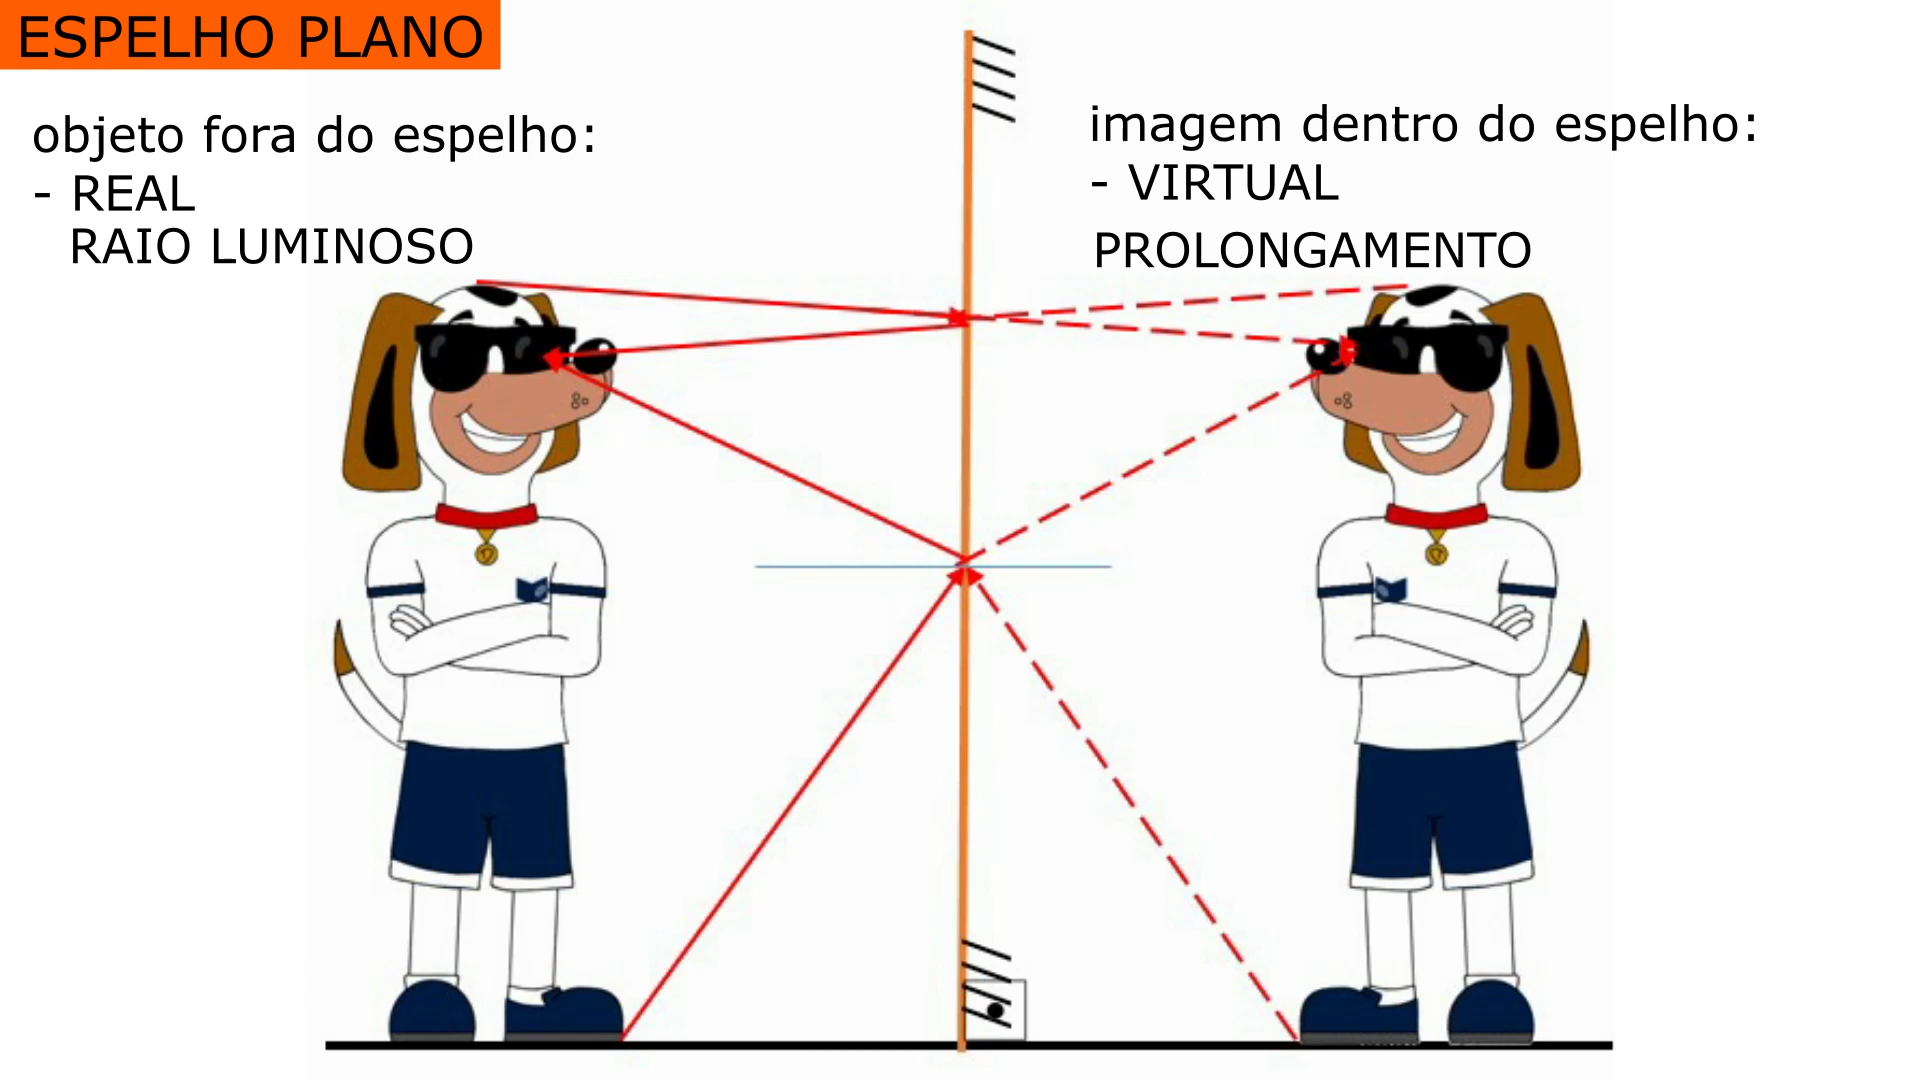 ESPELHO PLANO
objeto fora do espelho:
- REAL
RAIO LUMINOSO
imagem dentro do espelho:
- VIRTUAL
PROLONGAMENTO